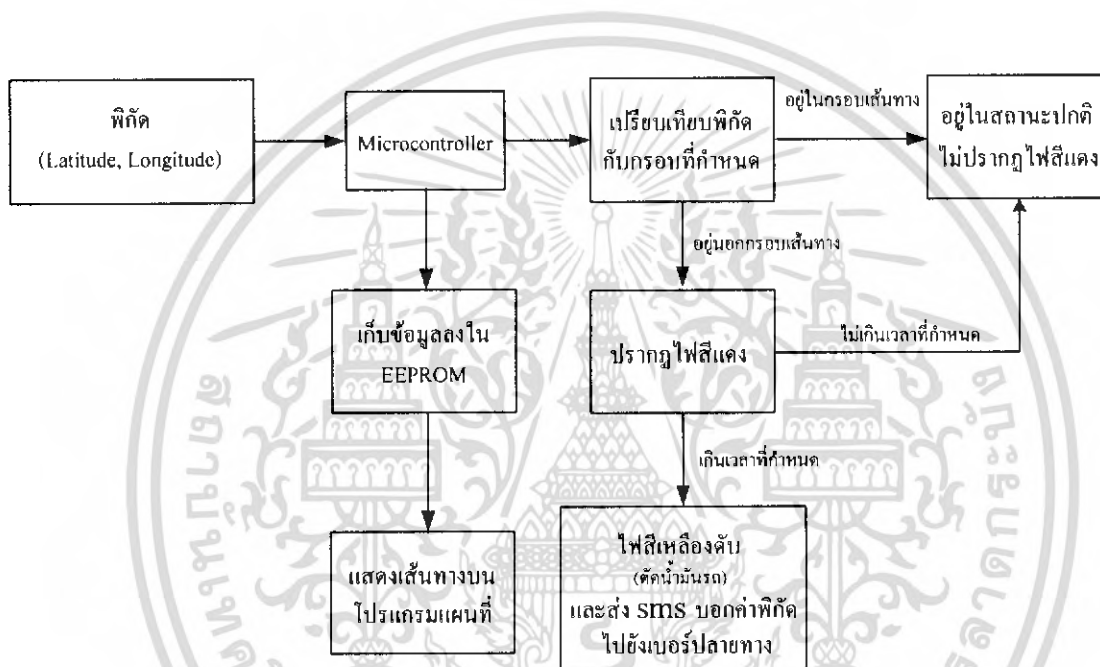 พิกัด
(Latitude, Longitude)
Microcontroller
เปรียบเทียบพิกัด
กับกรอบที่กำหนด
อยู่ในกรอบเส้นทาง
อยู่ในสถานะปกติ
ไม่ปรากฏไฟสีแดง
อยู่นอกกรอบเส้นทาง
เก็บข้อมูลลงใน
EEPROM
ปรากฏไฟสีแดง
ไม่เกินเวลาที่กำหนด
เกินเวลาที่กำหนด
แสดงเส้นทางบน
โปรแกรมแผนที่
ไฟสีเหลืองดับ
(ตัดน้ำมันรถ)
และส่ง sms บอกค่าพิกัด
ไปยังเบอร์ปลายทาง